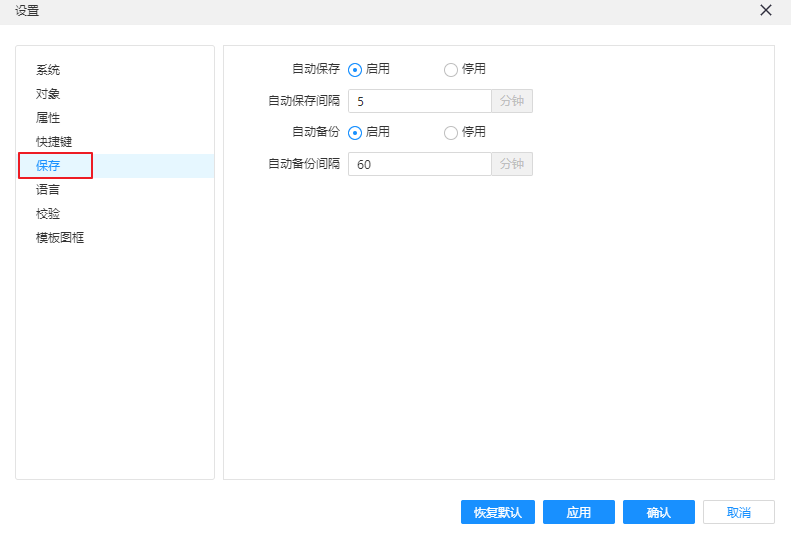 设置
系统
对象
属性
快捷键
保存
语言
校验
模板图框
自动保存 启用 停用
自动保存间隔 5 分钟
自动备份 启用 停用
自动备份间隔 60 分钟
恢复默认 应用 确认 取消